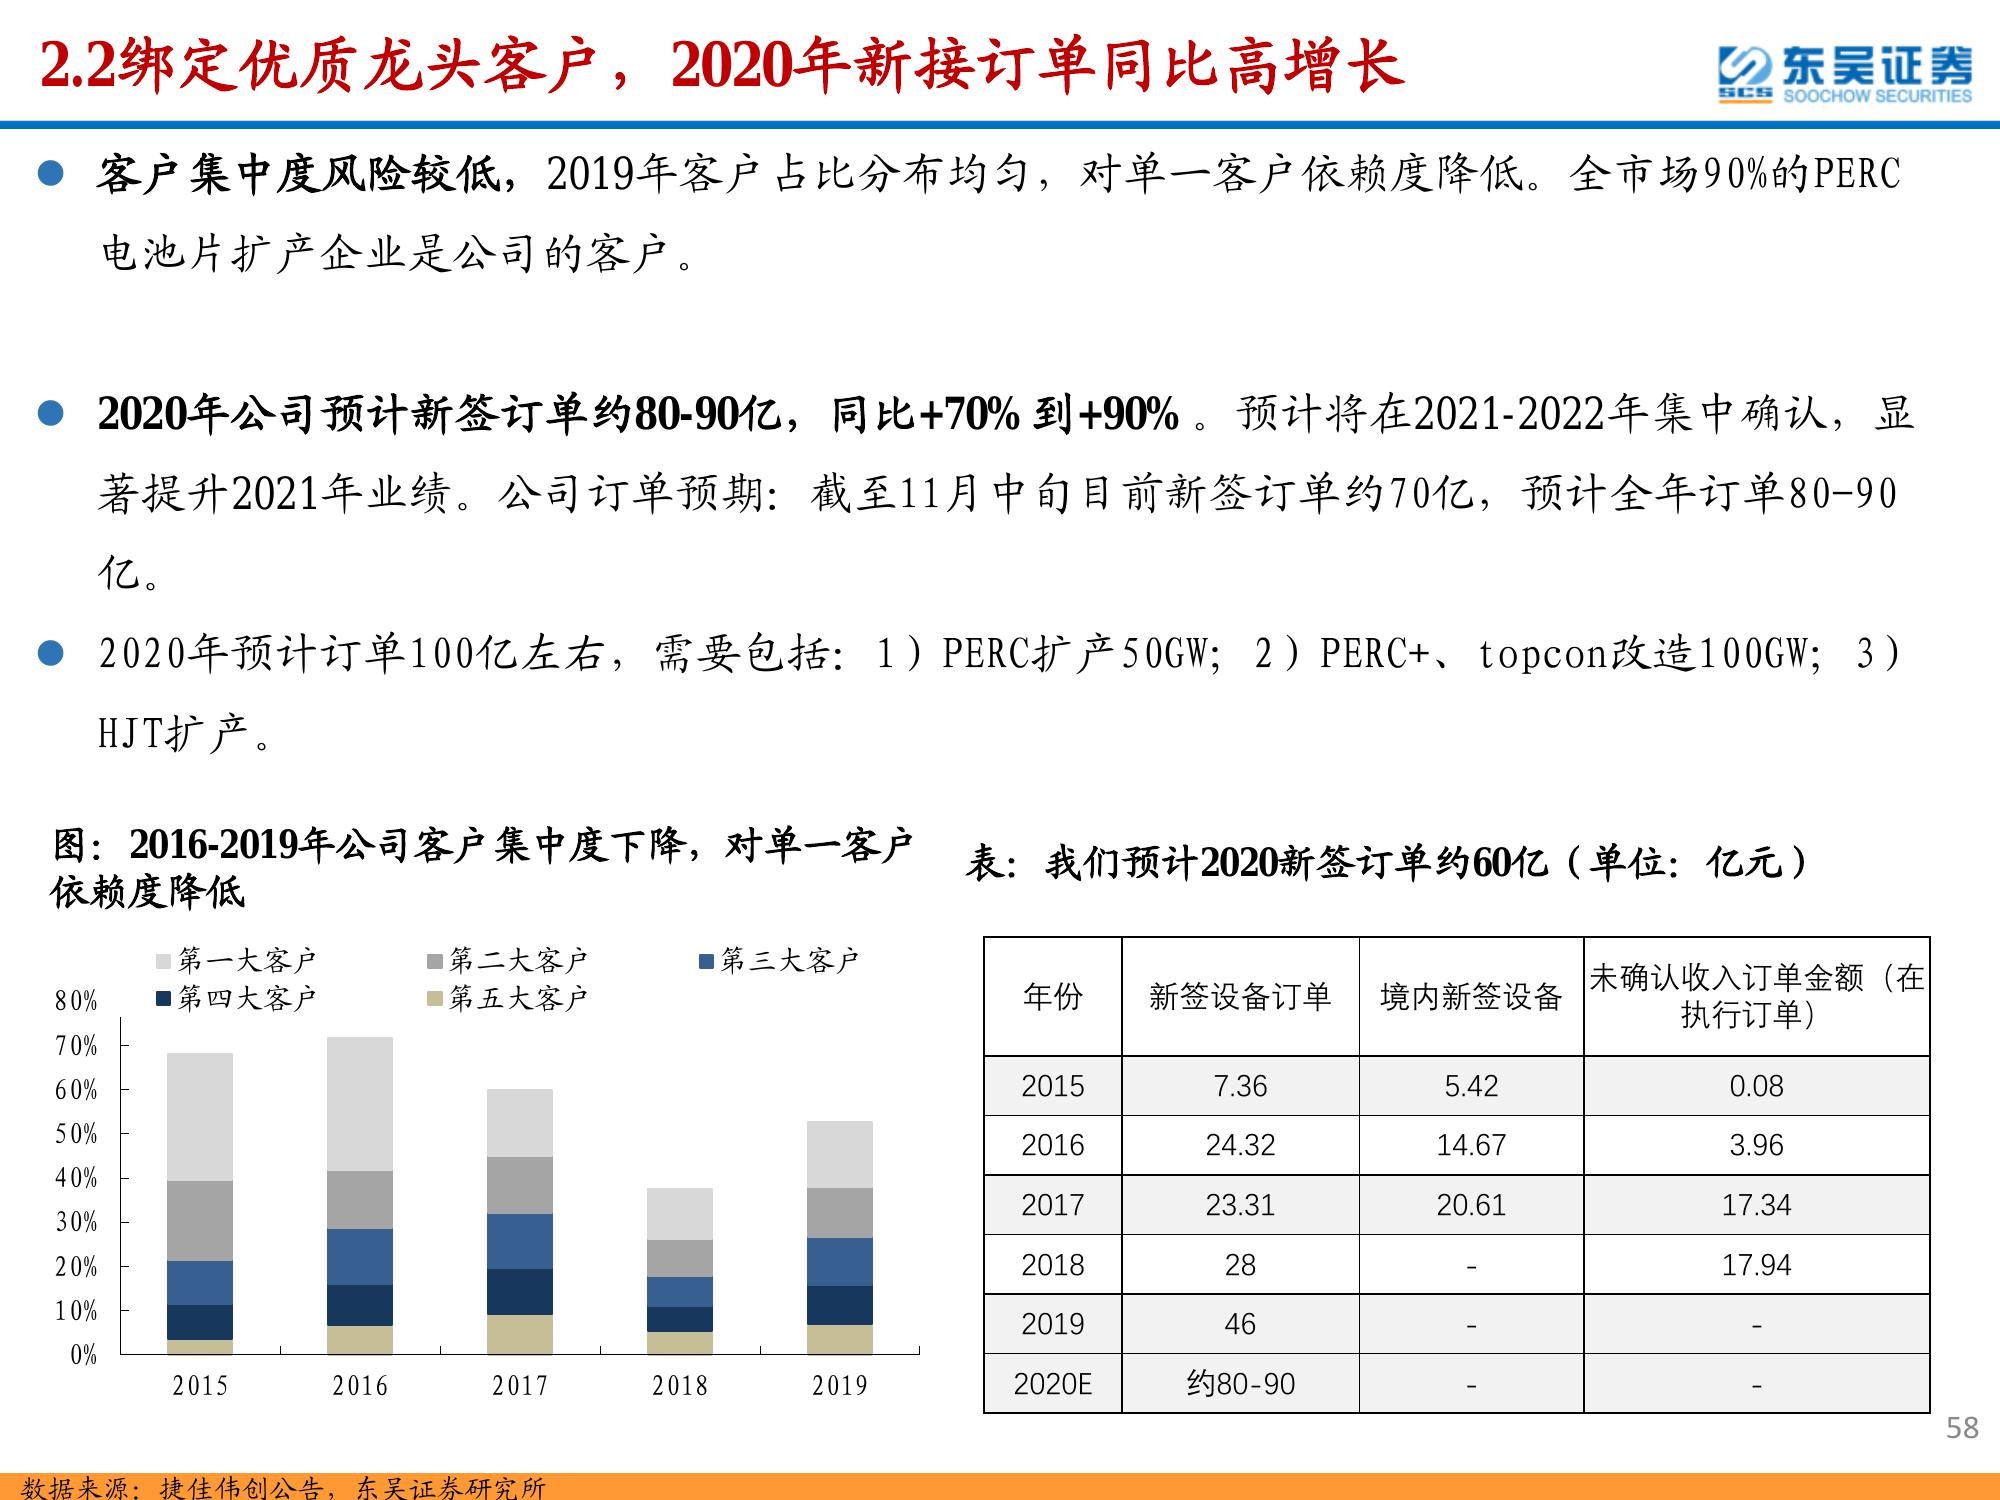 2.2绑定优质龙头客户，2020年新接订单同比高增长
东吴证券
SCS SOOCHOW SECURITIES
● 客户集中度风险较低，2019年客户占比分布均匀，对单一客户依赖度降低。全市场90%的PERC
电池片扩产企业是公司的客户。
● 2020年公司预计新签订单约80-90亿，同比+70% 到+90% 。预计将在2021-2022年集中确认，显
著提升2021年业绩。公司订单预期：截至11月中旬目前新签订单约70亿，预计全年订单80-90
亿。
● 2020年预计订单100亿左右，需要包括：1）PERC扩产50GW；2）PERC+、topcon改造100GW；3）
HJT扩产。
图：2016-2019年公司客户集中度下降，对单一客户
依赖度降低
第一大客户 第二大客户 第三大客户
第四大客户 第五大客户
80%
70%
60%
50%
40%
30%
20%
10%
0%
2015 2016 2017 2018 2019
表：我们预计2020新签订单约60亿（单位：亿元）
年份 新签设备订单 境内新签设备 未确认收入订单金额（在
执行订单）
2015 7.36 5.42 0.08
2016 24.32 14.67 3.96
2017 23.31 20.61 17.34
2018 28 - 17.94
2019 46 - -
2020E 约80-90 - -
58
数据来源：捷佳伟创公告，东吴证券研究所